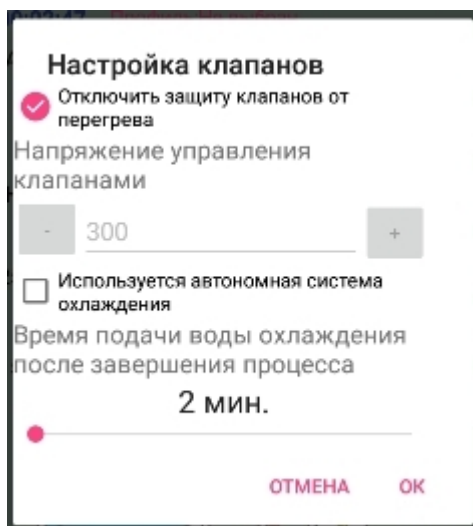 Настройка клапанов
Отключить защиту клапанов от
перегрева
Напряжение управления
клапанами
- 300 +
Используется автономная система
охлаждения
Время подачи воды охлаждения
после завершения процесса
2 мин.
ОТМЕНА ОК